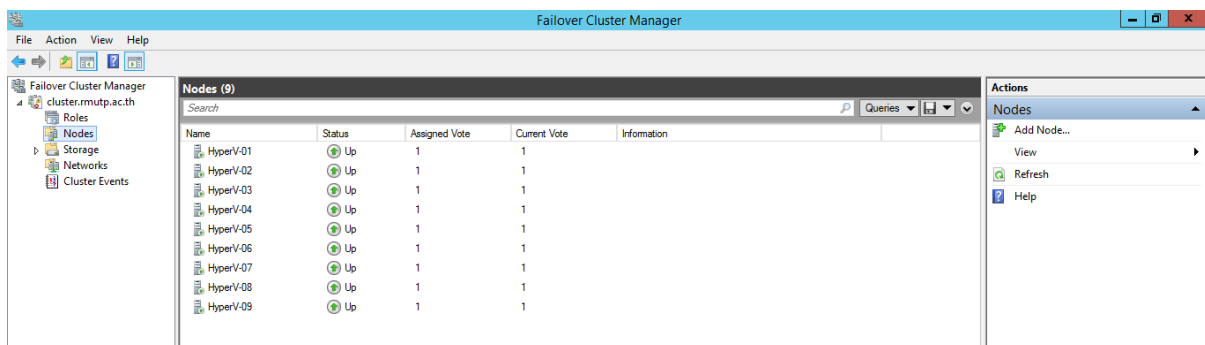 Failover Cluster Manager
File Action View Help
Failover Cluster Manager
cluster.rmutp.ac.th
Roles
Nodes
Storage
Networks
Cluster Events
Nodes (9)
Search Queries
Name Status Assigned Vote Current Vote Information
HyperV-01 Up 1 1
HyperV-02 Up 1 1
HyperV-03 Up 1 1
HyperV-04 Up 1 1
HyperV-05 Up 1 1
HyperV-06 Up 1 1
HyperV-07 Up 1 1
HyperV-08 Up 1 1
HyperV-09 Up 1 1
Actions
Nodes
Add Node...
View
Refresh
Help